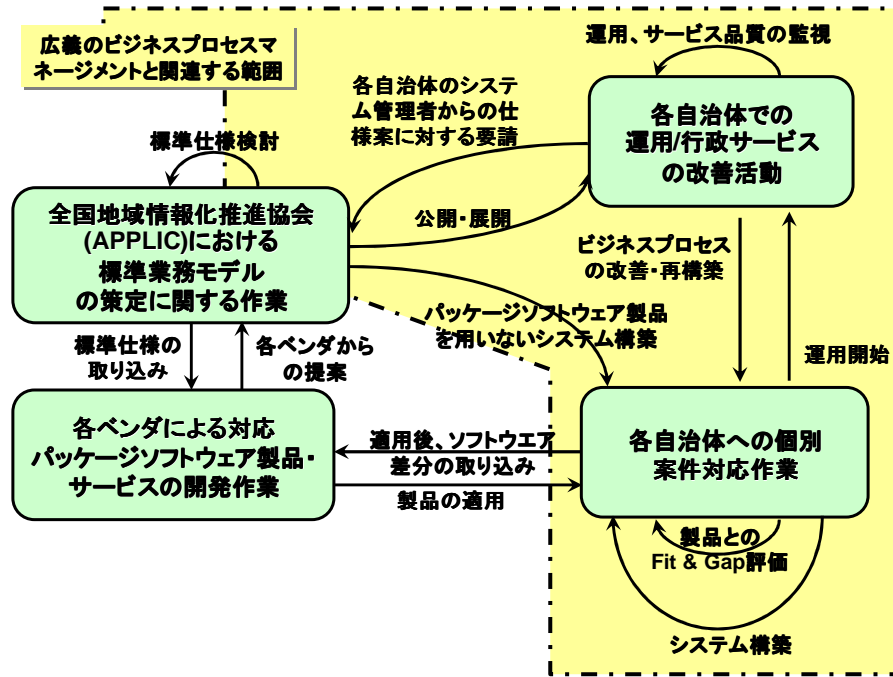 広義のビジネスプロセスマ
ネージメントと関連する範囲
運用、サービス品質の監視
各自治体のシステ
ム管理者からの仕
様案に対する要請
各自治体での
運用/行政サービス
の改善活動
標準仕様検討
全国地域情報化推進協会
(APPLIC)における
標準業務モデル
の策定に関する作業
公開・展開
ビジネスプロセス
の改善・再構築
パッケージソフトウェア製品
を用いないシステム構築
運用開始
標準仕様の
取り込み
各ベンダから
の提案
各ベンダによる対応
パッケージソフトウェア製品・
サービスの開発作業
適用後、ソフトウエア
差分の取り込み
製品の適用
各自治体への個別
案件対応作業
製品との
Fit & Gap評価
システム構築